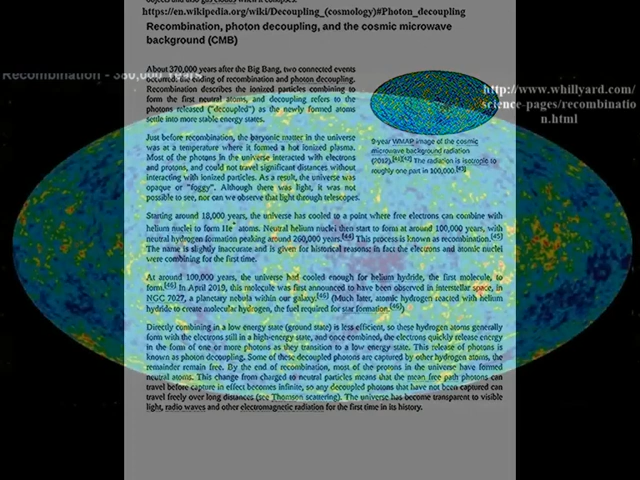 objects and also gas clouds when it comprises.
https://en.wikipedia.org/wiki/Decoupling_(cosmology)#Photon_decoupling
Recombination, photon decoupling, and the cosmic microwave
background (CMB)
Recombination - 380,000 Years
http://www.whillyard.com/
science-pages/recombinatio
n.html
About 370,000 years after the Big Bang, two connected events
occurred: the ending of recombination and photon decoupling.
Recombination describes the ionized particles combining to
form the first neutral atoms, and decoupling refers to the
photons released ("decoupled") as the newly formed atoms
settle into more stable energy states.
Just before recombination, the baryonic matter in the universe
was at a temperature where it formed a hot ionized plasma.
Most of the photons in the universe interacted with electrons
and protons, and could not travel significant distances without
interacting with ionized particles. As a result, the universe was
opaque or "foggy". Although there was light, it was not
possible to see, nor can we observe that light through telescopes.
9-year WMAP image of the cosmic
microwave background radiation
(2012).[41][42] The radiation is isotropic to
roughly one part in 100,000.[43]
Starting around 18,000 years, the universe has cooled to a point where free electrons can combine with
helium nuclei to form He+ atoms. Neutral helium nuclei then start to form at around 100,000 years, with
neutral hydrogen formation peaking around 260,000 years.[44] This process is known as recombination.[45]
The name is slightly inaccurate and is given for historical reasons: in fact the electrons and atomic nuclei
were combining for the first time.
At around 100,000 years, the universe had cooled enough for helium hydride, the first molecule, to
form.[46] In April 2019, this molecule was first announced to have been observed in interstellar space, in
NGC 7027, a planetary nebula within our galaxy.[46] (Much later, atomic hydrogen reacted with helium
hydride to create molecular hydrogen, the fuel required for star formation.[46])
Directly combining in a low energy state (ground state) is less efficient, so these hydrogen atoms generally
form with the electrons still in a high-energy state, and once combined, the electrons quickly release energy
in the form of one or more photons as they transition to a low energy state. This release of photons is
known as photon decoupling. Some of these decoupled photons are captured by other hydrogen atoms, the
remainder remain free. By the end of recombination, most of the protons in the universe have formed
neutral atoms. This change from charged to neutral particles means that the mean free path photons can
travel before capture in effect becomes infinite, so any decoupled photons that have not been captured can
travel freely over long distances (see Thomson scattering). The universe has become transparent to visible
light, radio waves and other electromagnetic radiation for the first time in its history.